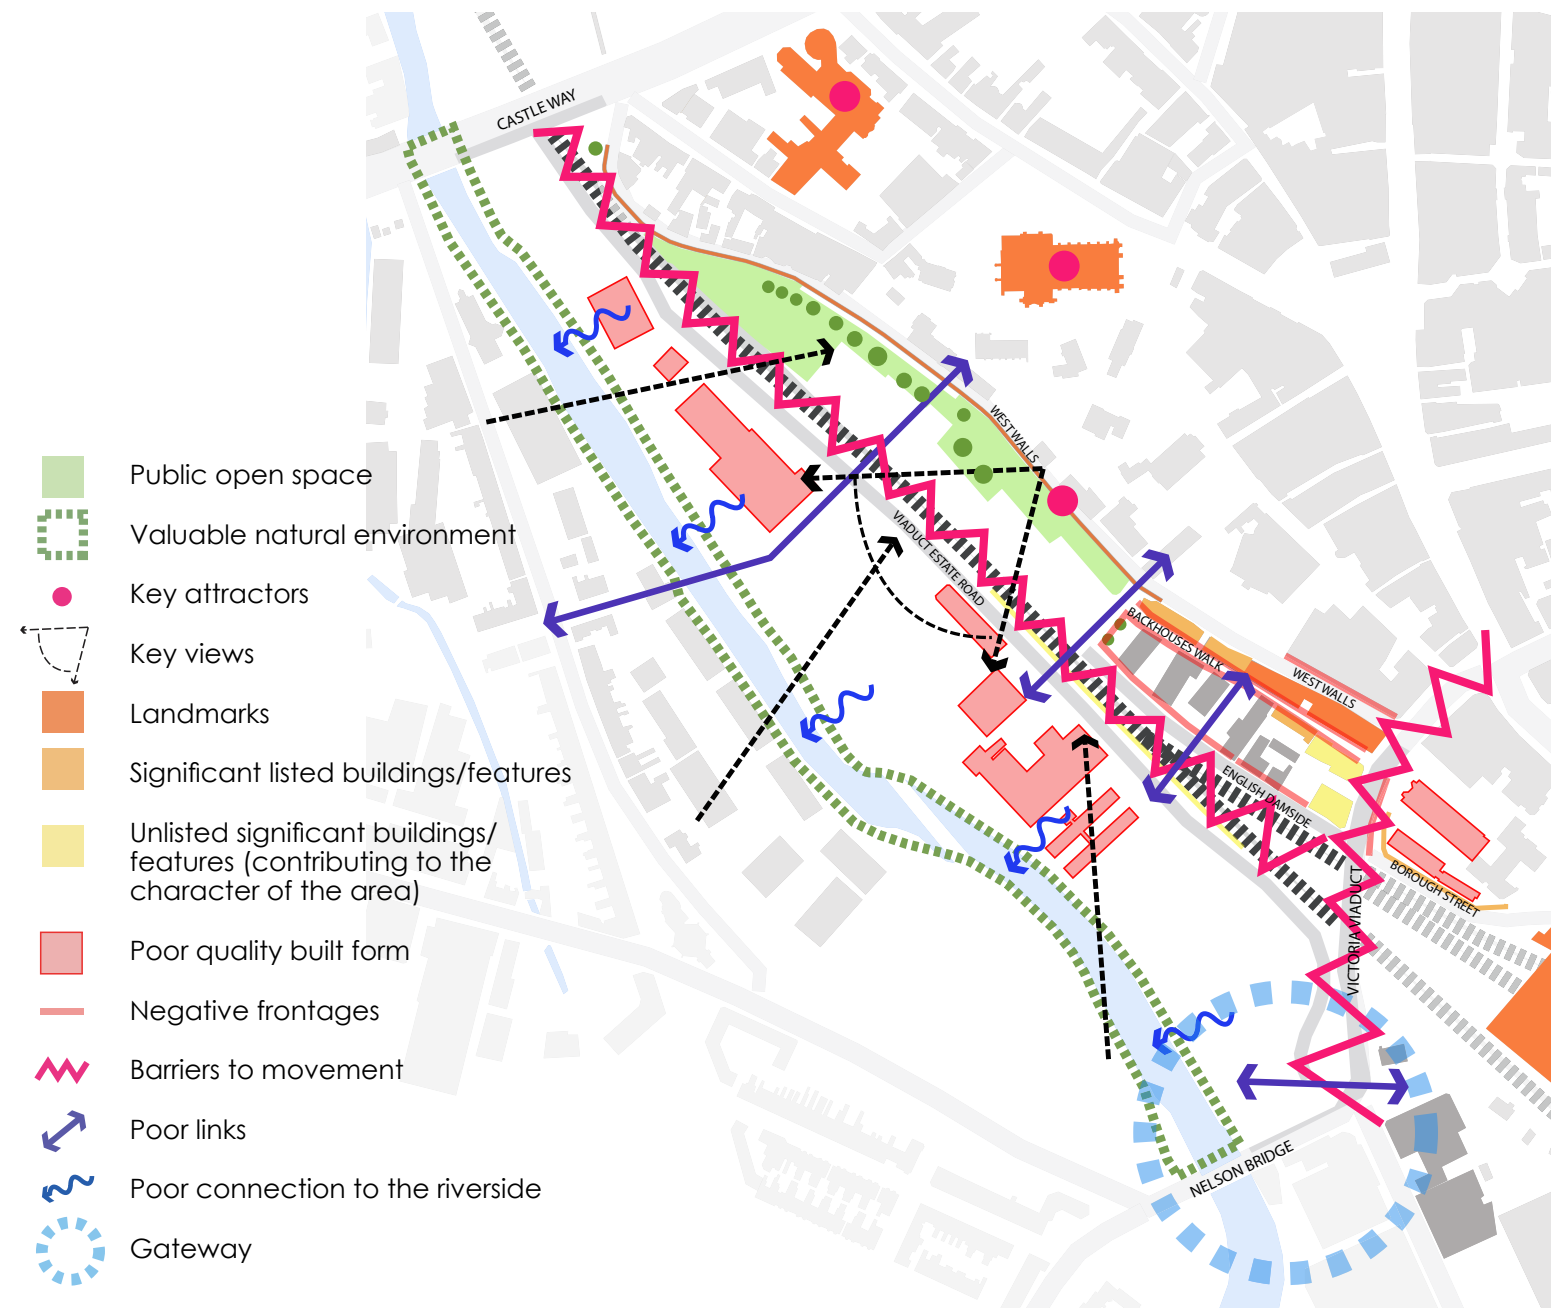 CASTLE WAY
WEST WALLS
VIADUCT ESTATE ROAD
BACKHOUSES WALK
WEST WALLS
ENGLISH DAMSIDE
BOROUGH STREET
VICTORIA VIADUCT
NELSON BRIDGE
Public open space
Valuable natural environment
Key attractors
Key views
Landmarks
Significant listed buildings/features
Unlisted significant buildings/
features (contributing to the
character of the area)
Poor quality built form
Negative frontages
Barriers to movement
Poor links
Poor connection to the riverside
Gateway